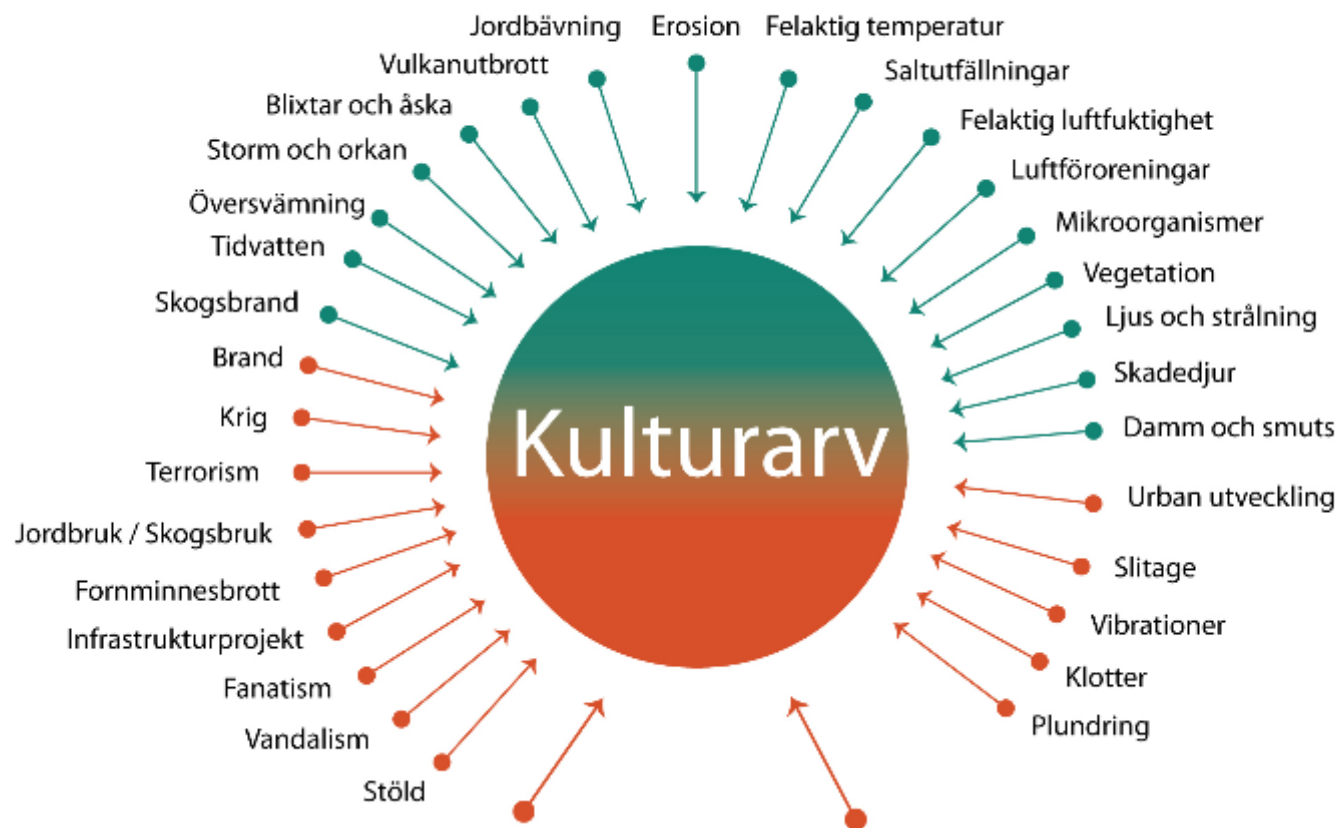 Jordbävning
Erosion
Felaktig temperatur
Vulkanutbrott
Saltutfällningar
Blixtar och åska
Felaktig luftfuktighet
Storm och orkan
Luftföroreningar
Översvämning
Mikroorganismer
Tidvatten
Vegetation
Skogsbrand
Ljus och strålning
Brand
Skadedjur
Krig
Damm och smuts
Kulturarv
Terrorism
Urban utveckling
Jordbruk / Skogsbruk
Slitage
Fornminnesbrott
Vibrationer
Infrastrukturprojekt
Klotter
Fanatism
Plundring
Vandalism
Stöld